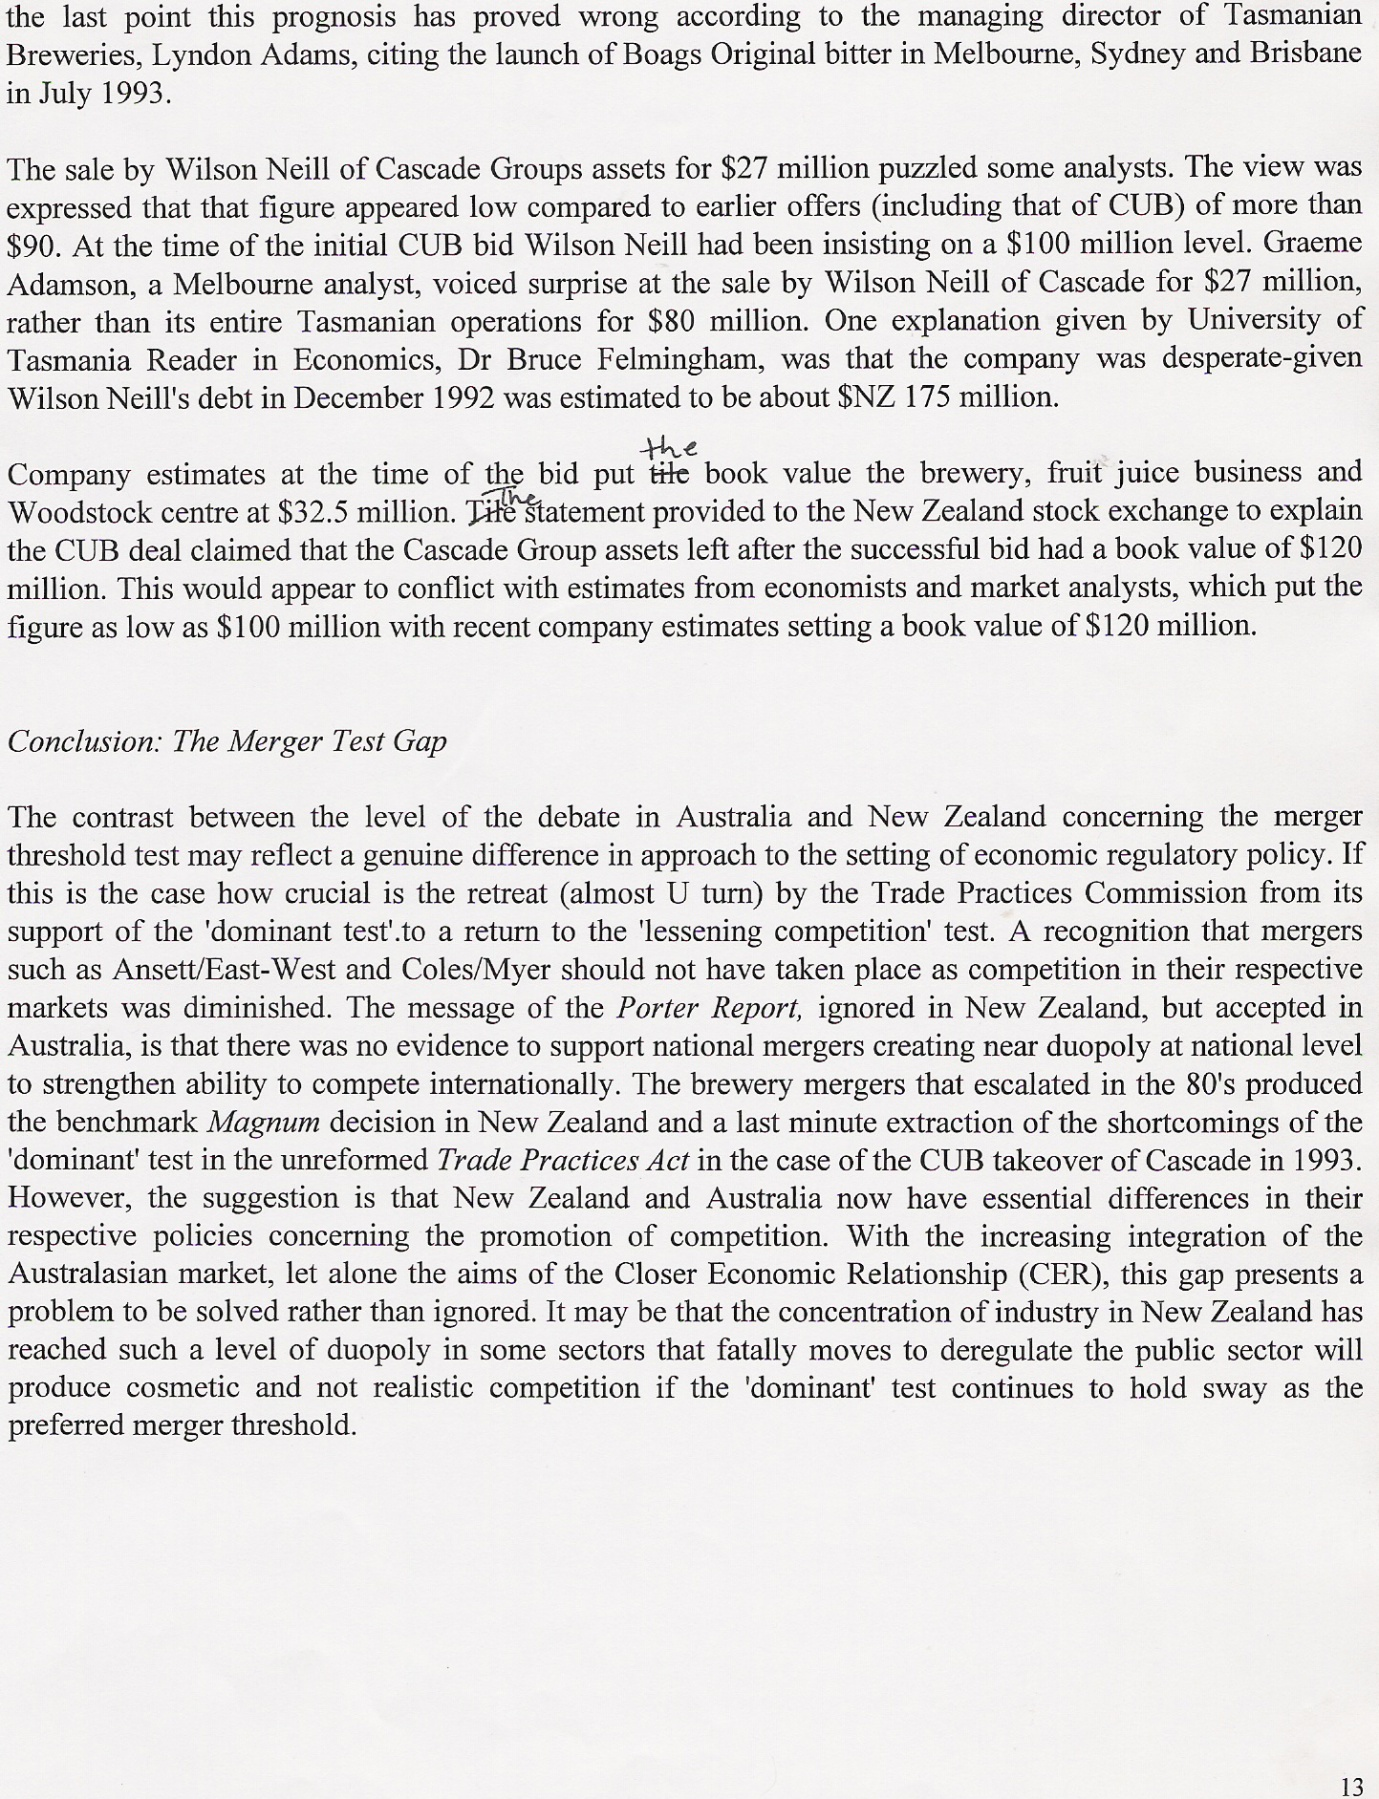 the last point this prognosis has proved wrong according to the managing director of Tasmanian
Breweries, Lyndon Adams, citing the launch of Boags Original bitter in Melbourne, Sydney and Brisbane
in July 1993.
The sale by Wilson Neill of Cascade Groups assets for $27 million puzzled some analysts. The view was
expressed that that figure appeared low compared to earlier offers (including that of CUB) of more than
$90. At the time of the initial CUB bid Wilson Neill had been insisting on a $100 million level. Graeme
Adamson, a Melbourne analyst, voiced surprise at the sale by Wilson Neill of Cascade for $27 million,
rather than its entire Tasmanian operations for $80 million. One explanation given by University of
Tasmania Reader in Economics, Dr Bruce Felmingham, was that the company was desperate-given
Wilson Neill's debt in December 1992 was estimated to be about $NZ 175 million.
the
Company estimates at the time of the bid put tile book value the brewery, fruit juice business and
The
Woodstock centre at $32.5 million. Tile statement provided to the New Zealand stock exchange to explain
the CUB deal claimed that the Cascade Group assets left after the successful bid had a book value of $120
million. This would appear to conflict with estimates from economists and market analysts, which put the
figure as low as $100 million with recent company estimates setting a book value of $120 million.
Conclusion: The Merger Test Gap
The contrast between the level of the debate in Australia and New Zealand concerning the merger
threshold test may reflect a genuine difference in approach to the setting of economic regulatory policy. If
this is the case how crucial is the retreat (almost U turn) by the Trade Practices Commission from its
support of the 'dominant test'.to a return to the 'lessening competition' test. A recognition that mergers
such as Ansett/East-West and Coles/Myer should not have taken place as competition in their respective
markets was diminished. The message of the Porter Report, ignored in New Zealand, but accepted in
Australia, is that there was no evidence to support national mergers creating near duopoly at national level
to strengthen ability to compete internationally. The brewery mergers that escalated in the 80's produced
the benchmark Magnum decision in New Zealand and a last minute extraction of the shortcomings of the
'dominant' test in the unreformed Trade Practices Act in the case of the CUB takeover of Cascade in 1993.
However, the suggestion is that New Zealand and Australia now have essential differences in their
respective policies concerning the promotion of competition. With the increasing integration of the
Australasian market, let alone the aims of the Closer Economic Relationship (CER), this gap presents a
problem to be solved rather than ignored. It may be that the concentration of industry in New Zealand has
reached such a level of duopoly in some sectors that fatally moves to deregulate the public sector will
produce cosmetic and not realistic competition if the 'dominant' test continues to hold sway as the
preferred merger threshold.
13